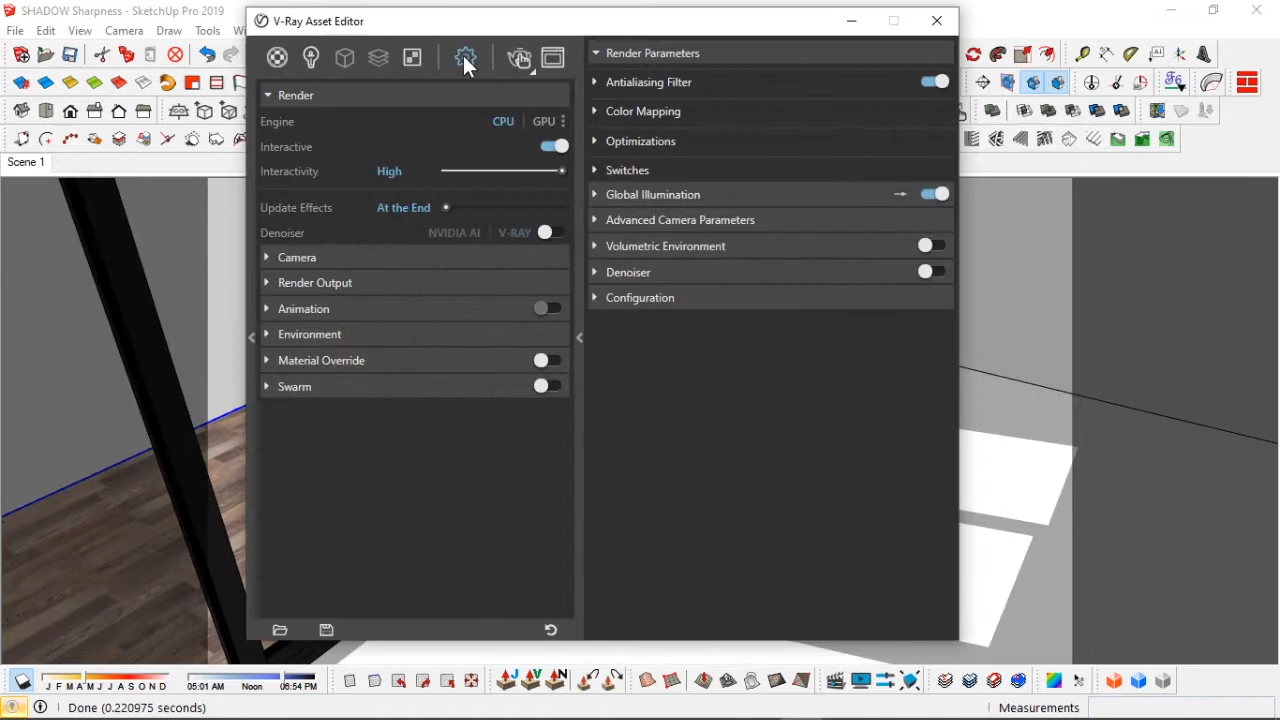 SHADOW Sharpness - SketchUp Pro 2019
File Edit View Camera Draw Tools Wi
Scene 1
V-Ray Asset Editor
Render
Engine CPU GPU
Interactive
Interactivity High
Update Effects At the End
Denoiser NVIDIA AI V-RAY
Camera
Render Output
Animation
Environment
Material Override
Swarm
Render Parameters
Antialiasing Filter
Color Mapping
Optimizations
Switches
Global Illumination
Advanced Camera Parameters
Volumetric Environment
Denoiser
Configuration
J F M A M J J A S O N D 05:01 AM Noon 06:54 PM
J V N
Done (0.220975 seconds) Measurements